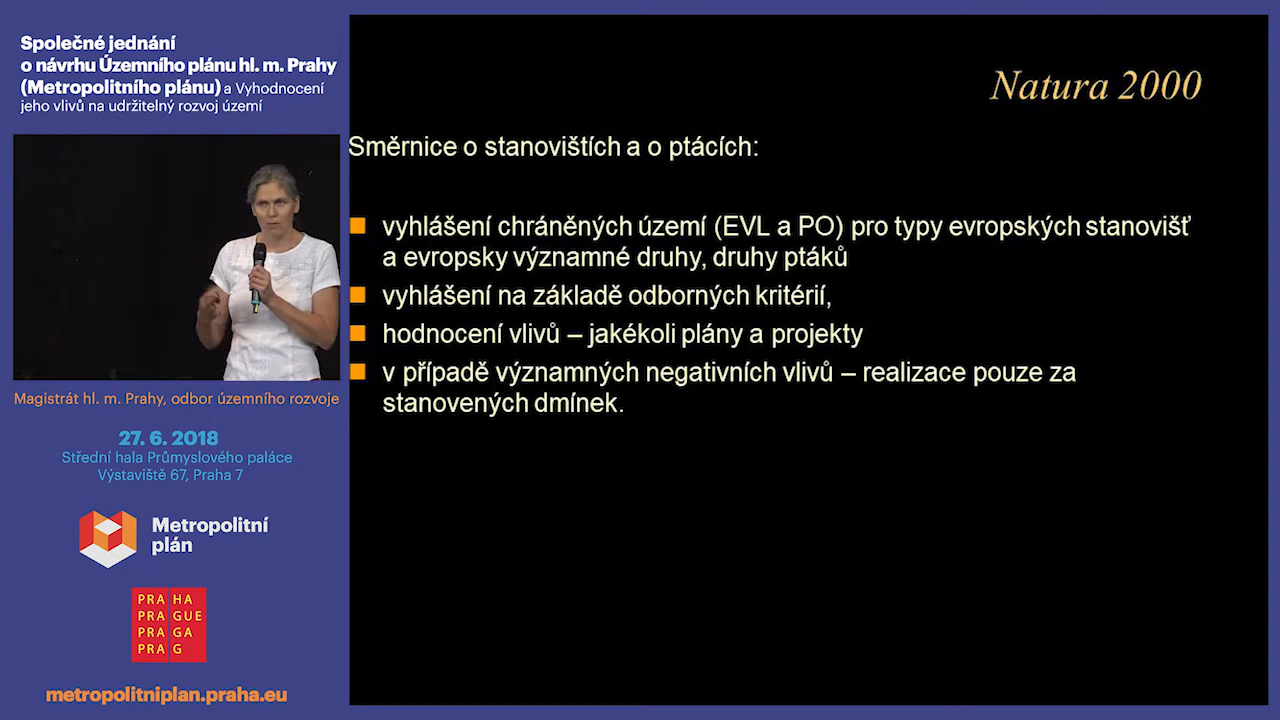 Společné jednání
o návrhu Územního plánu hl. m. Prahy
(Metropolitního plánu) a Vyhodnocení
jeho vlivů na udržitelný rozvoj území
Magistrát hl. m. Prahy, odbor územního rozvoje
27. 6. 2018
Střední hala Průmyslového paláce
Výstaviště 67, Praha 7
Metropolitní
plán
PRA HA
PRA GUE
PRA GA
PRA G
metropolitniplan.praha.eu
Natura 2000
Směrnice o stanovištích a o ptácích:
vyhlášení chráněných území (EVL a PO) pro typy evropských stanovišť
a evropsky významné druhy, druhy ptáků
vyhlášení na základě odborných kritérií,
hodnocení vlivů – jakékoli plány a projekty
v případě významných negativních vlivů – realizace pouze za
stanovených dmínek.